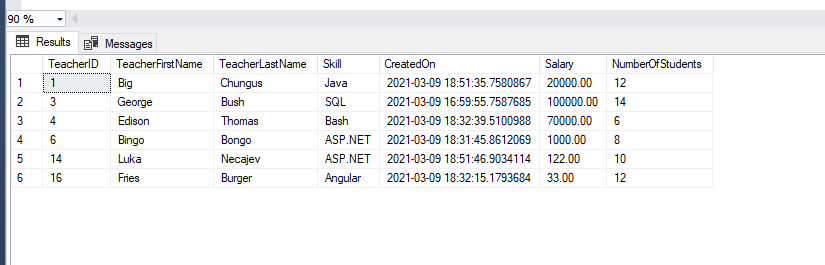 90 %
Results Messages
TeacherID TeacherFirstName TeacherLastName Skill CreatedOn Salary NumberOfStudents
1 1 Big Chungus Java 2021-03-09 18:51:35.7580867 20000.00 12
2 3 George Bush SQL 2021-03-09 16:59:55.7587685 100000.00 14
3 4 Edison Thomas Bash 2021-03-09 18:32:39.5100988 70000.00 6
4 6 Bingo Bongo ASP.NET 2021-03-09 18:31:45.8612069 1000.00 8
5 14 Luka Necajev ASP.NET 2021-03-09 18:51:46.9034114 122.00 10
6 16 Fries Burger Angular 2021-03-09 18:32:15.1793684 33.00 12